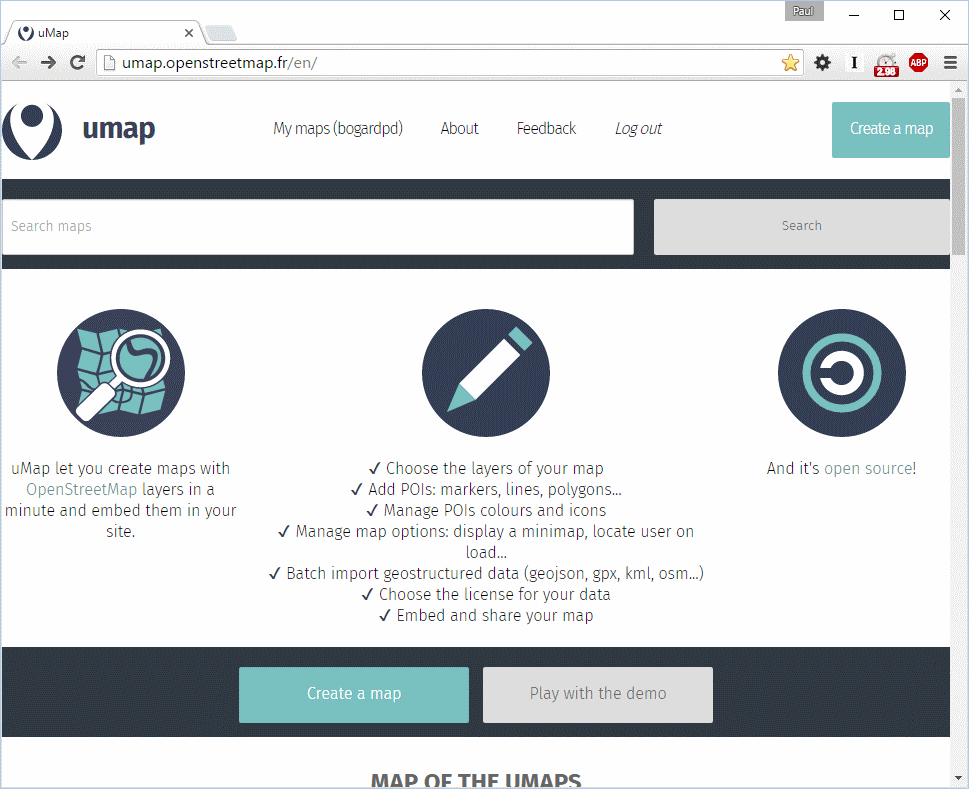 Paul
uMap
umap.openstreetmap.fr/en/
I
2.98
ABP
umap
My maps (bogardpd)
About
Feedback
Log out
Create a map
Search maps
Search
uMap let you create maps with
OpenStreetMap layers in a
minute and embed them in your
site.
✓ Choose the layers of your map
✓ Add POIs: markers, lines, polygons...
✓ Manage POIs colours and icons
✓ Manage map options: display a minimap, locate user on
load...
✓ Batch import geostructured data (geojson, gpx, kml, osm...)
✓ Choose the license for your data
✓ Embed and share your map
And it's open source!
Create a map
Play with the demo
MAP OF THE UMAPS